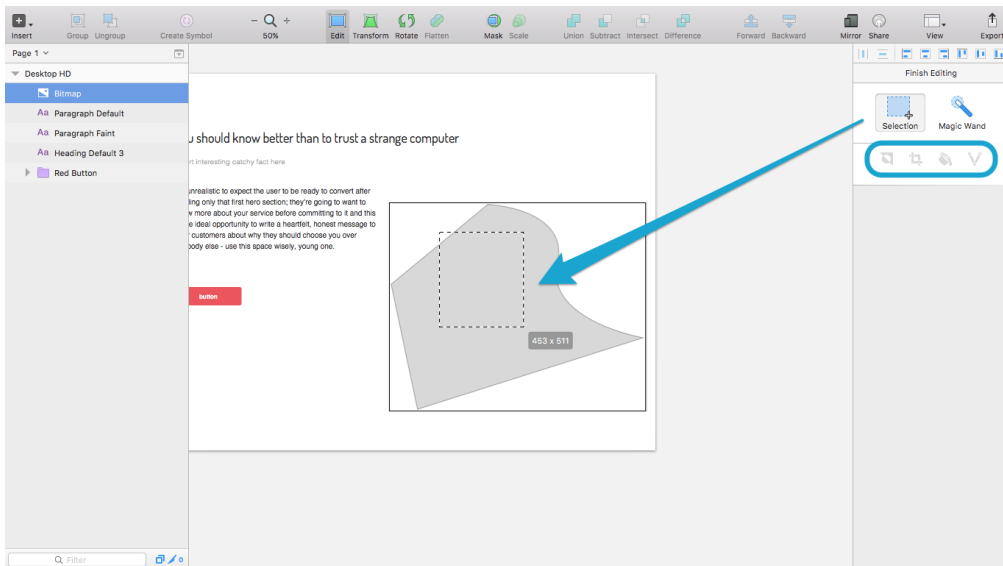 Insert Group Ungroup Create Symbol 50% Edit Transform Rotate Flatten Mask Scale Union Subtract Intersect Difference Forward Backward Mirror Share View Export
Page 1
Desktop HD
Bitmap
Aa Paragraph Default
Aa Paragraph Faint
Aa Heading Default 3
Red Button
Filter
0
should know better than to trust a strange computer
rt interesting catchy fact here
unrealistic to expect the user to be ready to convert after
ing only that first hero section; they're going to want to
more about your service before committing to it and this
ideal opportunity to write a heartfelt, honest message to
customers about why they should choose you over
body else - use this space wisely, young one.
button
453 x 511
Finish Editing
Selection Magic Wand